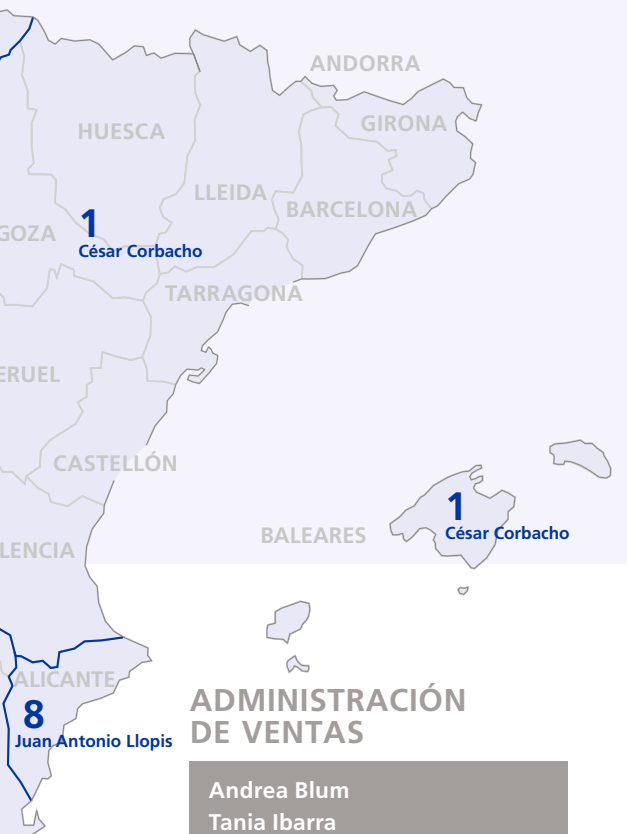 ANDORRA
GIRONA
HUESCA
LLEIDA
BARCELONA
GOZA
1
César Corbacho
TARRAGONA
ERUEL
CASTELLÓN
1
César Corbacho
BALEARES
LENCIA
ALICANTE
8
Juan Antonio Llopis
ADMINISTRACIÓN
DE VENTAS
Andrea Blum
Tania Ibarra